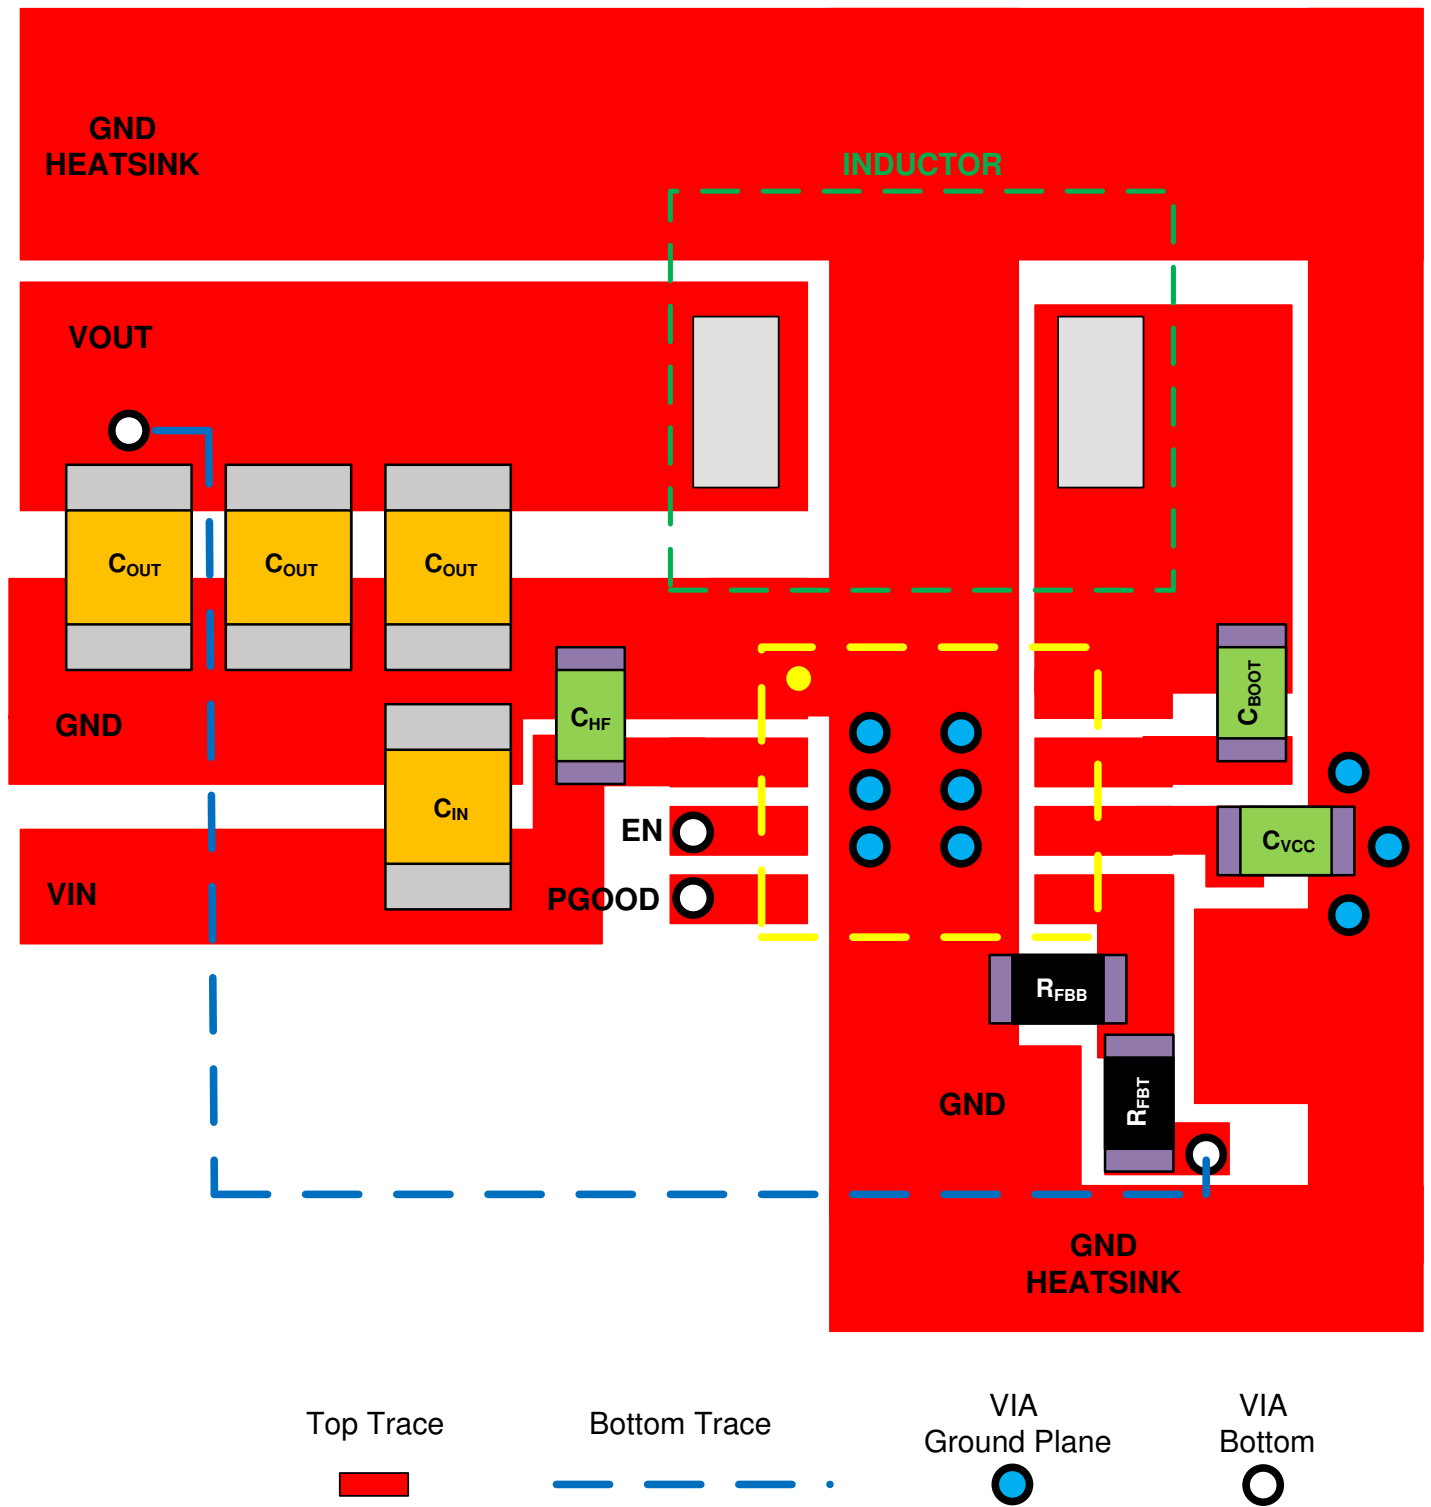 GND
HEATSINK
INDUCTOR
VOUT
COUT
COUT
COUT
GND
CHF
CBOOT
CIN
EN
CVCC
VIN
PGOOD
RFBB
GND
RFBT
GND
HEATSINK
Top Trace
Bottom Trace
VIA
Ground Plane
VIA
Bottom